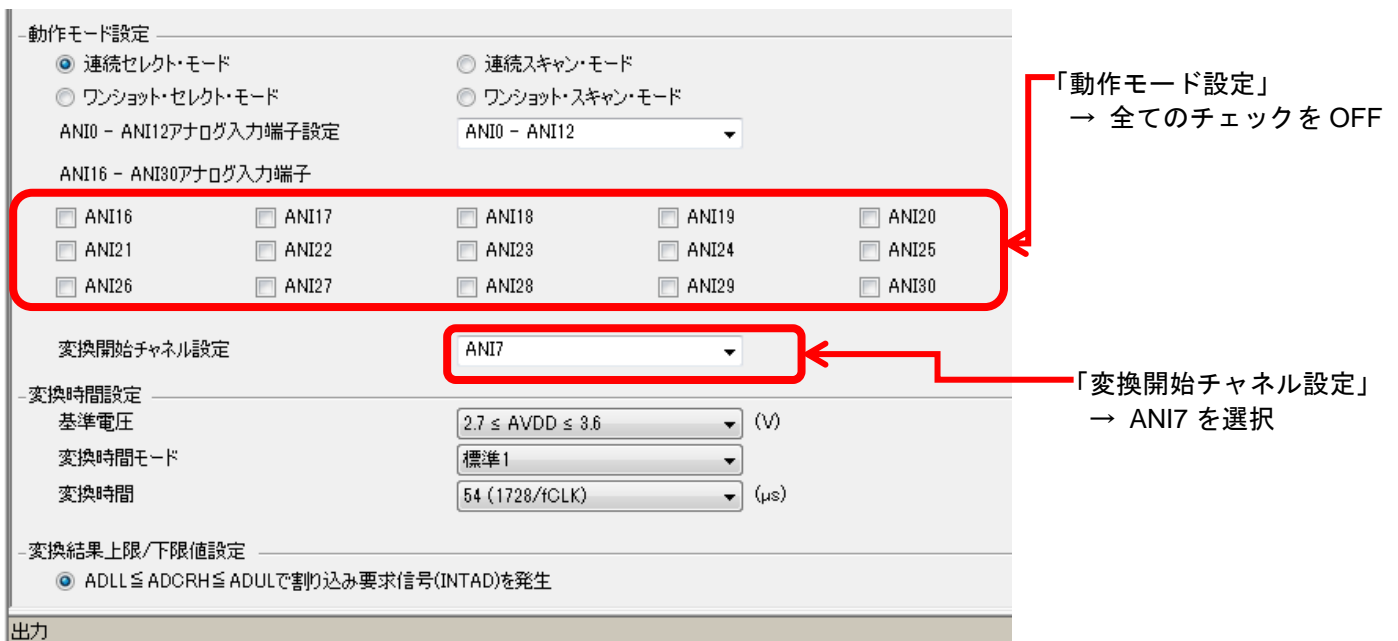 動作モード設定
連続セレクト・モード 連続スキャン・モード
ワンショット・セレクト・モード ワンショット・スキャン・モード
ANI0 - ANI12アナログ入力端子設定 ANI0 - ANI12
ANI16 - ANI30アナログ入力端子
ANI16 ANI17 ANI18 ANI19 ANI20
ANI21 ANI22 ANI23 ANI24 ANI25
ANI26 ANI27 ANI28 ANI29 ANI30
変換開始チャネル設定 ANI7
変換時間設定
基準電圧 2.7 ≤ AVDD ≤ 3.6 (V)
変換時間モード 標準1
変換時間 54 (1728/fCLK) (μs)
変換結果上限/下限値設定
ADLL≦ADCRH≦ADULで割り込み要求信号(INTAD)を発生
出力
「動作モード設定」
→ 全てのチェックを OFF
「変換開始チャネル設定」
→ ANI7 を選択